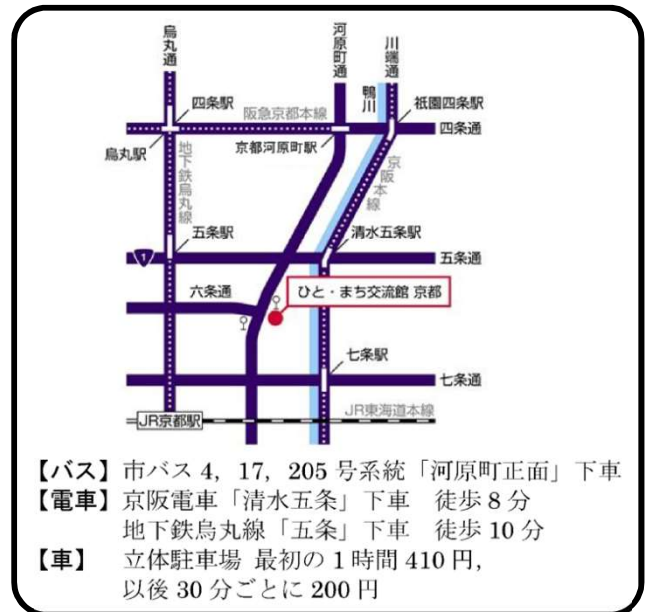 烏丸通
河原町通
川端通
鴨川
四条駅
阪急京都本線
祇園四条駅
四条通
烏丸駅
京都河原町駅
地下鉄烏丸線
京阪本線
五条駅
清水五条駅
1
五条通
六条通
ひと・まち交流館 京都
七条駅
七条通
JR京都駅
JR東海道本線
【バス】市バス 4, 17, 205 号系統「河原町正面」下車
【電車】京阪電車「清水五条」下車 徒歩 8 分
地下鉄烏丸線「五条」下車 徒歩 10 分
【車】 立体駐車場 最初の 1 時間 410 円,
以後 30 分ごとに 200 円